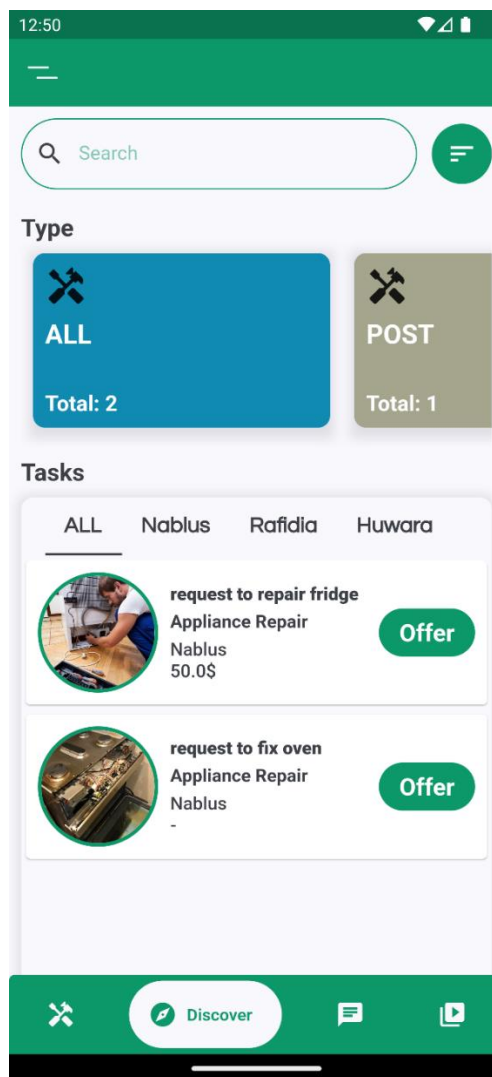 12:50
Search
Type
ALL
Total: 2
POST
Total: 1
Tasks
ALL Nablus Rafidia Huwara
request to repair fridge
Appliance Repair
Nablus
50.0$
Offer
request to fix oven
Appliance Repair
Nablus
-
Offer
Discover